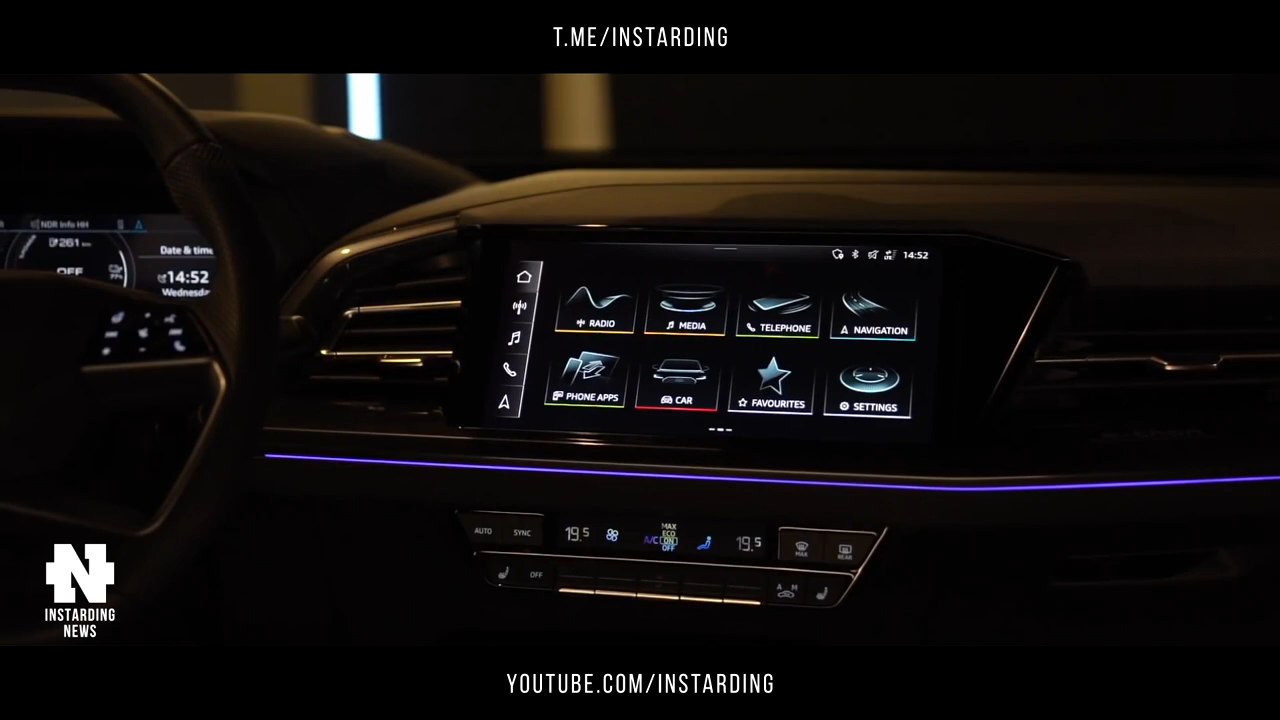 T.ME/INSTARDING
NDR Info HH
261 km
OFF
Date & time
14:52
Wednesda
14:52
RADIO
MEDIA
TELEPHONE
NAVIGATION
PHONE APPS
CAR
FAVOURITES
SETTINGS
AUTO
SYNC
19.5
A/C
MAX
ECO
ON
OFF
19.5
MAX
REAR
OFF
A M
N
INSTARDING
NEWS
YOUTUBE.COM/INSTARDING